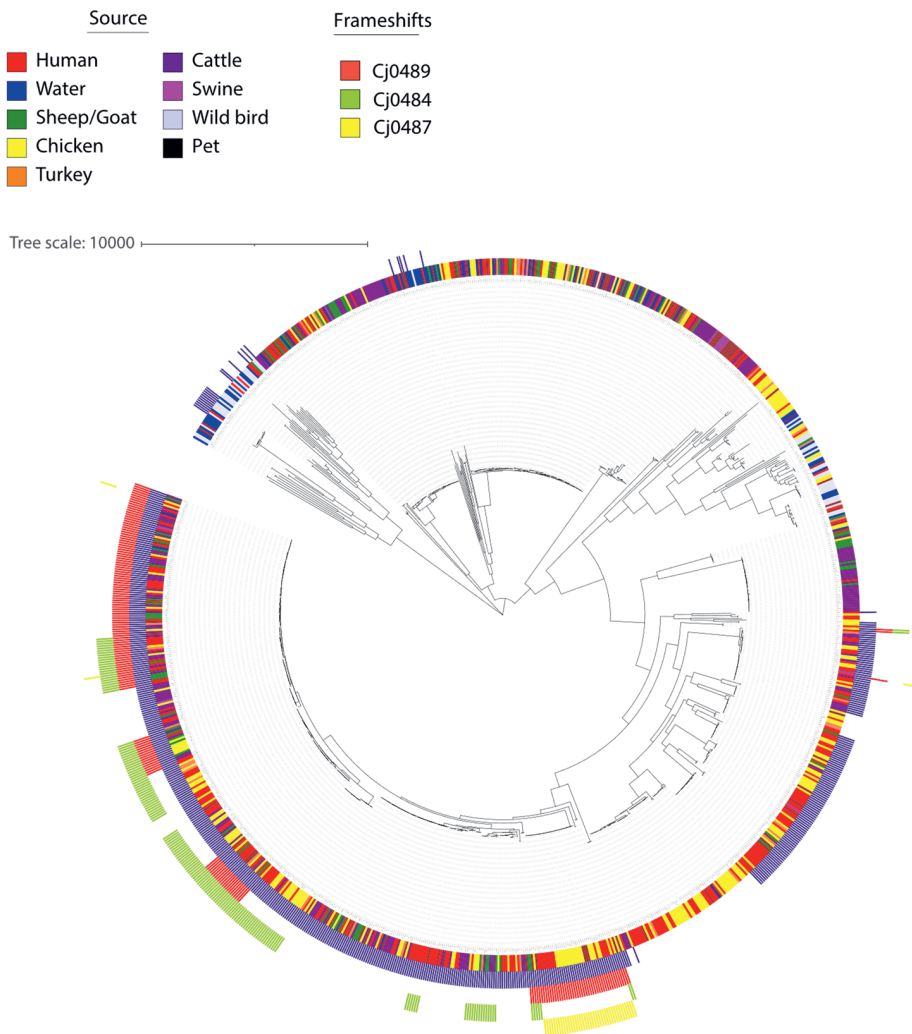 Source
Human
Water
Sheep/Goat
Chicken
Turkey
Cattle
Swine
Wild bird
Pet
Frameshifts
Cj0489
Cj0484
Cj0487
Tree scale: 10000